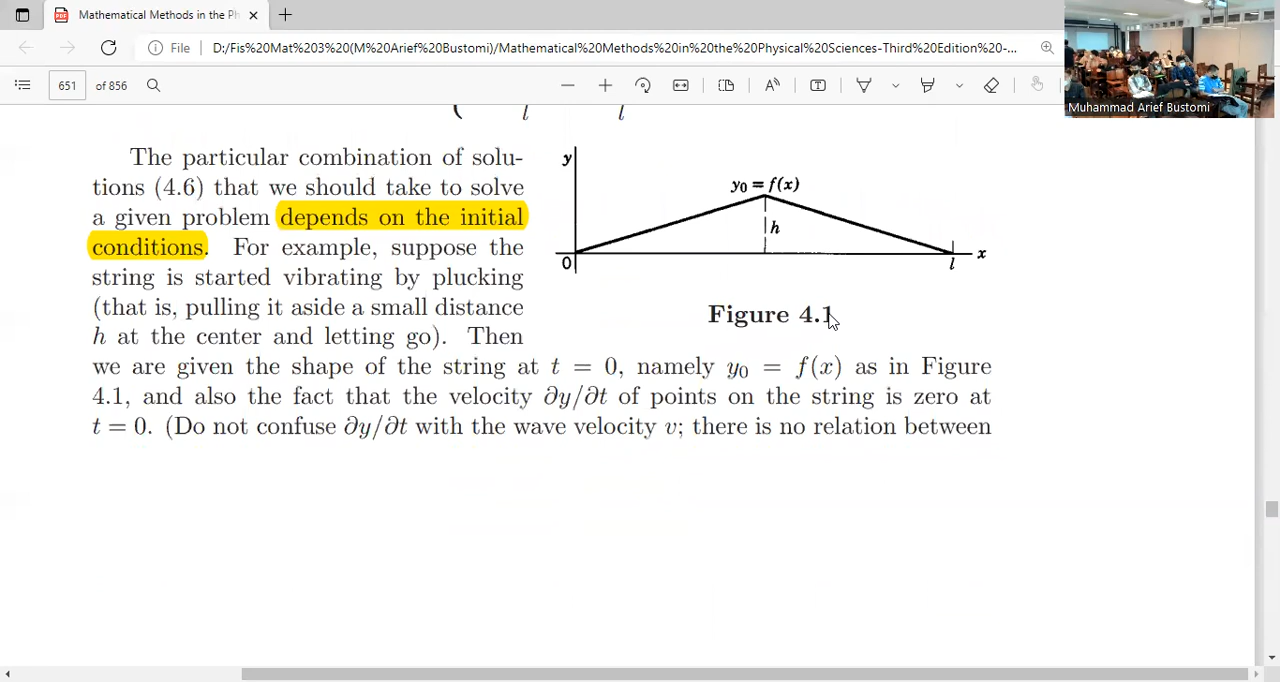 Mathematical Methods in the Ph
File
D:/Fis%20Mat%203%20(M%20Arief%20Bustomi)/Mathematical%20Methods%20in%20the%20Physical%20Sciences-Third%20Edition%20-...
651 of 856
Muhammad Arief Bustomi
l l
The particular combination of solu-
tions (4.6) that we should take to solve
a given problem depends on the initial
conditions. For example, suppose the
string is started vibrating by plucking
(that is, pulling it aside a small distance
h at the center and letting go). Then
y
y₀ = f(x)
h
0
l
x
Figure 4.1
we are given the shape of the string at t = 0, namely y₀ = f(x) as in Figure
4.1, and also the fact that the velocity ∂y/∂t of points on the string is zero at
t = 0. (Do not confuse ∂y/∂t with the wave velocity v; there is no relation between